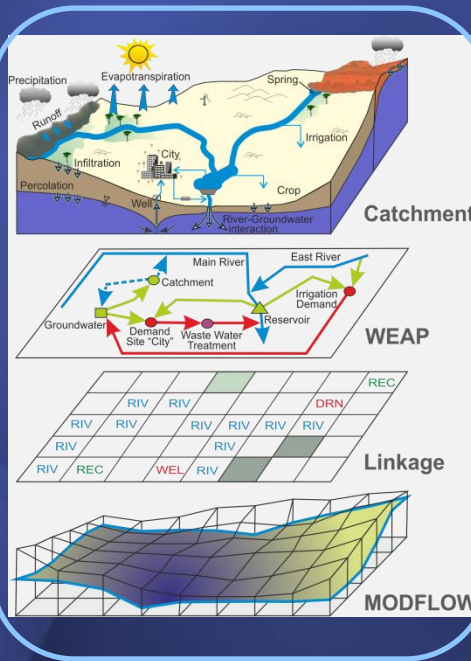 Precipitation
Evapotranspiration
Spring
Runoff
Irrigation
City
Infiltration
Percolation
Well
Crop
River-Groundwater
interaction
Catchment
Main River
East River
Catchment
Irrigation
Demand
Groundwater
Reservoir
Demand
Site "City"
Waste Water
Treatment
WEAP
REC
RIV RIV DRN
RIV RIV RIV RIV RIV RIV
RIV RIV
RIV REC WEL RIV
Linkage
MODFLOW